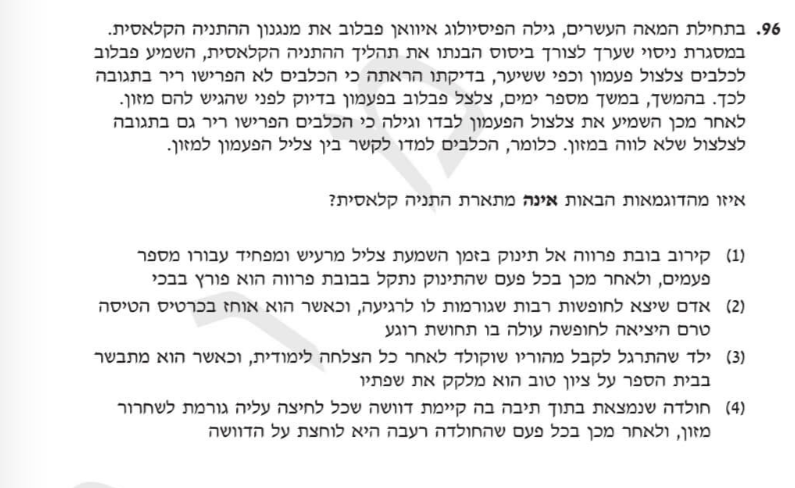 96. בתחילת המאה העשרים, גילה הפיסיולוג איוואן פבלוב את מנגנון ההתניה הקלאסית.
במסגרת ניסוי שערך לצורך ביסוס הבנתו את תהליך ההתניה הקלאסית, השמיע פבלוב
לכלבים צלצול פעמון וכפי ששיער, בדיקתו הראתה כי הכלבים לא הפרישו ריר בתגובה
לכך. בהמשך, במשך מספר ימים, צלצל פבלוב בפעמון בדיוק לפני שהגיש להם מזון.
לאחר מכן השמיע את צלצול הפעמון לבדו וגילה כי הכלבים הפרישו ריר גם בתגובה
לצלצול שלא לווה במזון. כלומר, הכלבים למדו לקשר בין צליל הפעמון למזון.
איזו מהדוגמאות הבאות אינה מתארת התניה קלאסית?
(1) קירוב בובת פרווה אל תינוק בזמן השמעת צליל מרעיש ומפחיד עבורו מספר
פעמים, ולאחר מכן בכל פעם שהתינוק נתקל בבובת פרווה הוא פורץ בבכי
(2) אדם שיצא לחופשות רבות שגורמות לו לרגיעה, וכאשר הוא אוחז בכרטיס הטיסה
טרם היציאה לחופשה עולה בו תחושת רוגע
(3) ילד שהתרגל לקבל מהוריו שוקולד לאחר כל הצלחה לימודית, וכאשר הוא מתבשר
בבית הספר על ציון טוב הוא מלקק את שפתיו
(4) חולדה שנמצאת בתוך תיבה בה קיימת דוושה שכל לחיצה עליה גורמת לשחרור
מזון, ולאחר מכן בכל פעם שהחולדה רעבה היא לוחצת על הדוושה